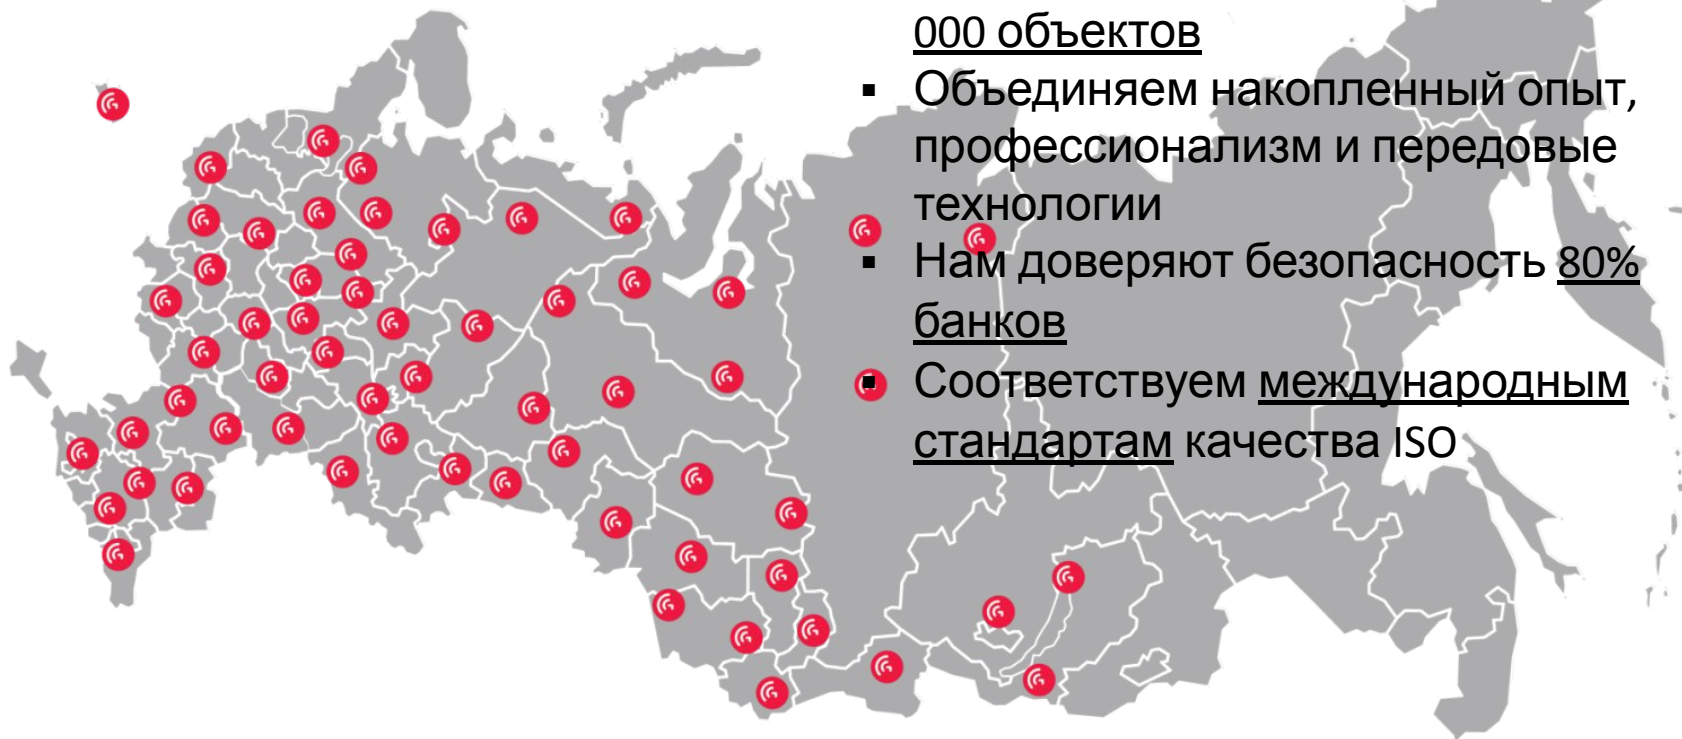 000 объектов
▪ Объединяем накопленный опыт,
профессионализм и передовые
технологии
▪ Нам доверяют безопасность 80%
банков
▪ Соответствуем международным
стандартам качества ISO